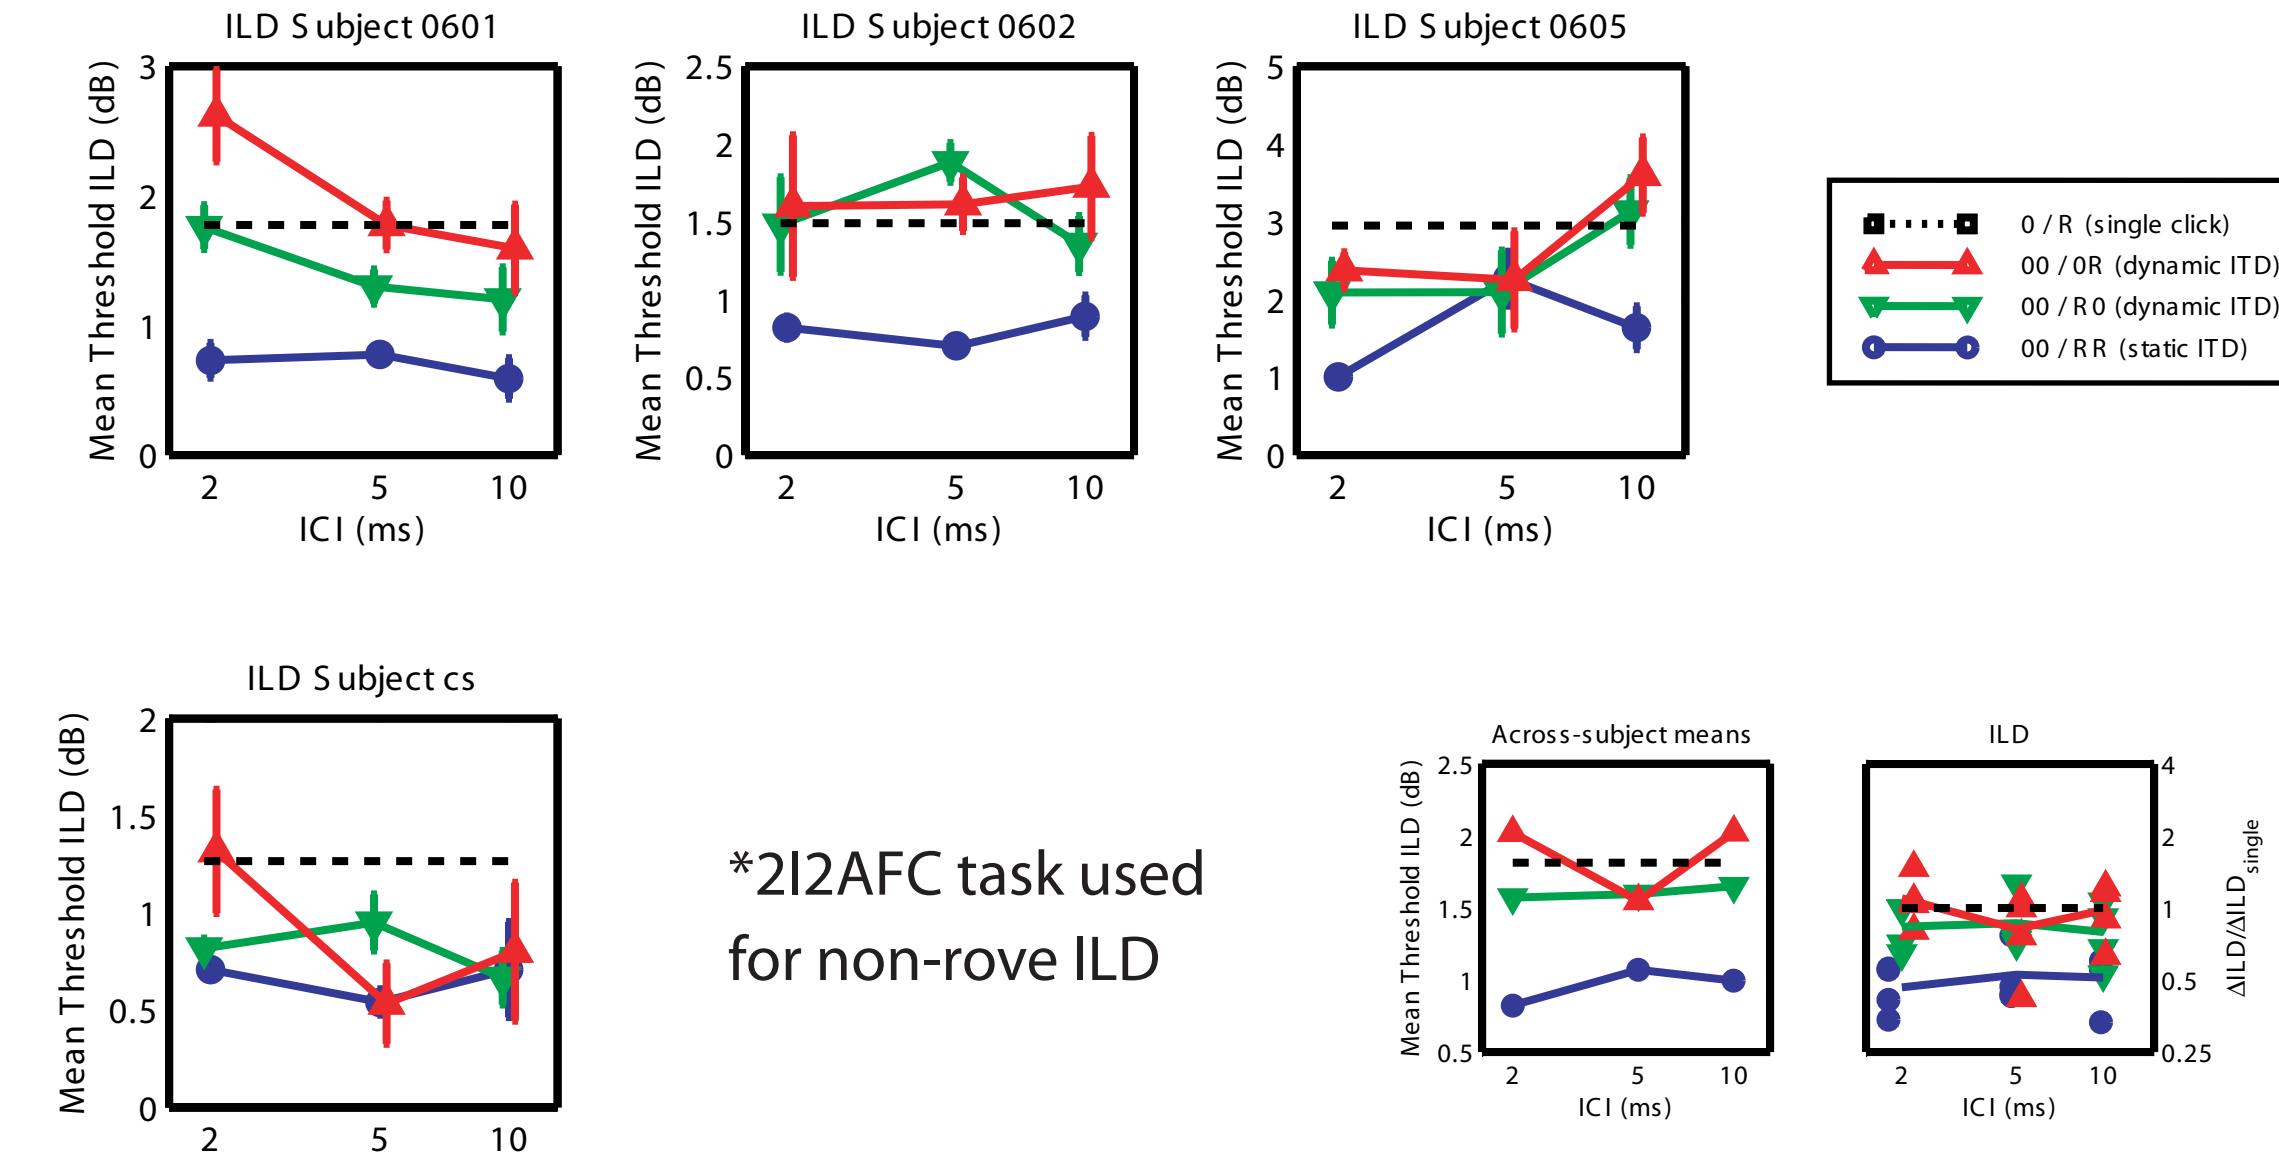 ILD Subject 0601
Mean Threshold ILD (dB)
3
2
1
0
2 5 10
ICI (ms)
ILD Subject 0602
Mean Threshold ILD (dB)
2.5
2
1.5
1
0.5
0
2 5 10
ICI (ms)
ILD Subject 0605
Mean Threshold ILD (dB)
5
4
3
2
1
0
2 5 10
ICI (ms)
0 / R (single click)
00 / 0R (dynamic ITD)
00 / R0 (dynamic ITD)
00 / RR (static ITD)
ILD Subject cs
Mean Threshold ILD (dB)
2
1.5
1
0.5
0
2 5 10
*2I2AFC task used
for non-rove ILD
Across-subject means
Mean Threshold ILD (dB)
2.5
2
1.5
1
0.5
2 5 10
ICI (ms)
ILD
4
2
1
0.5
0.25
ΔILD/ΔILDsingle
2 5 10
ICI (ms)